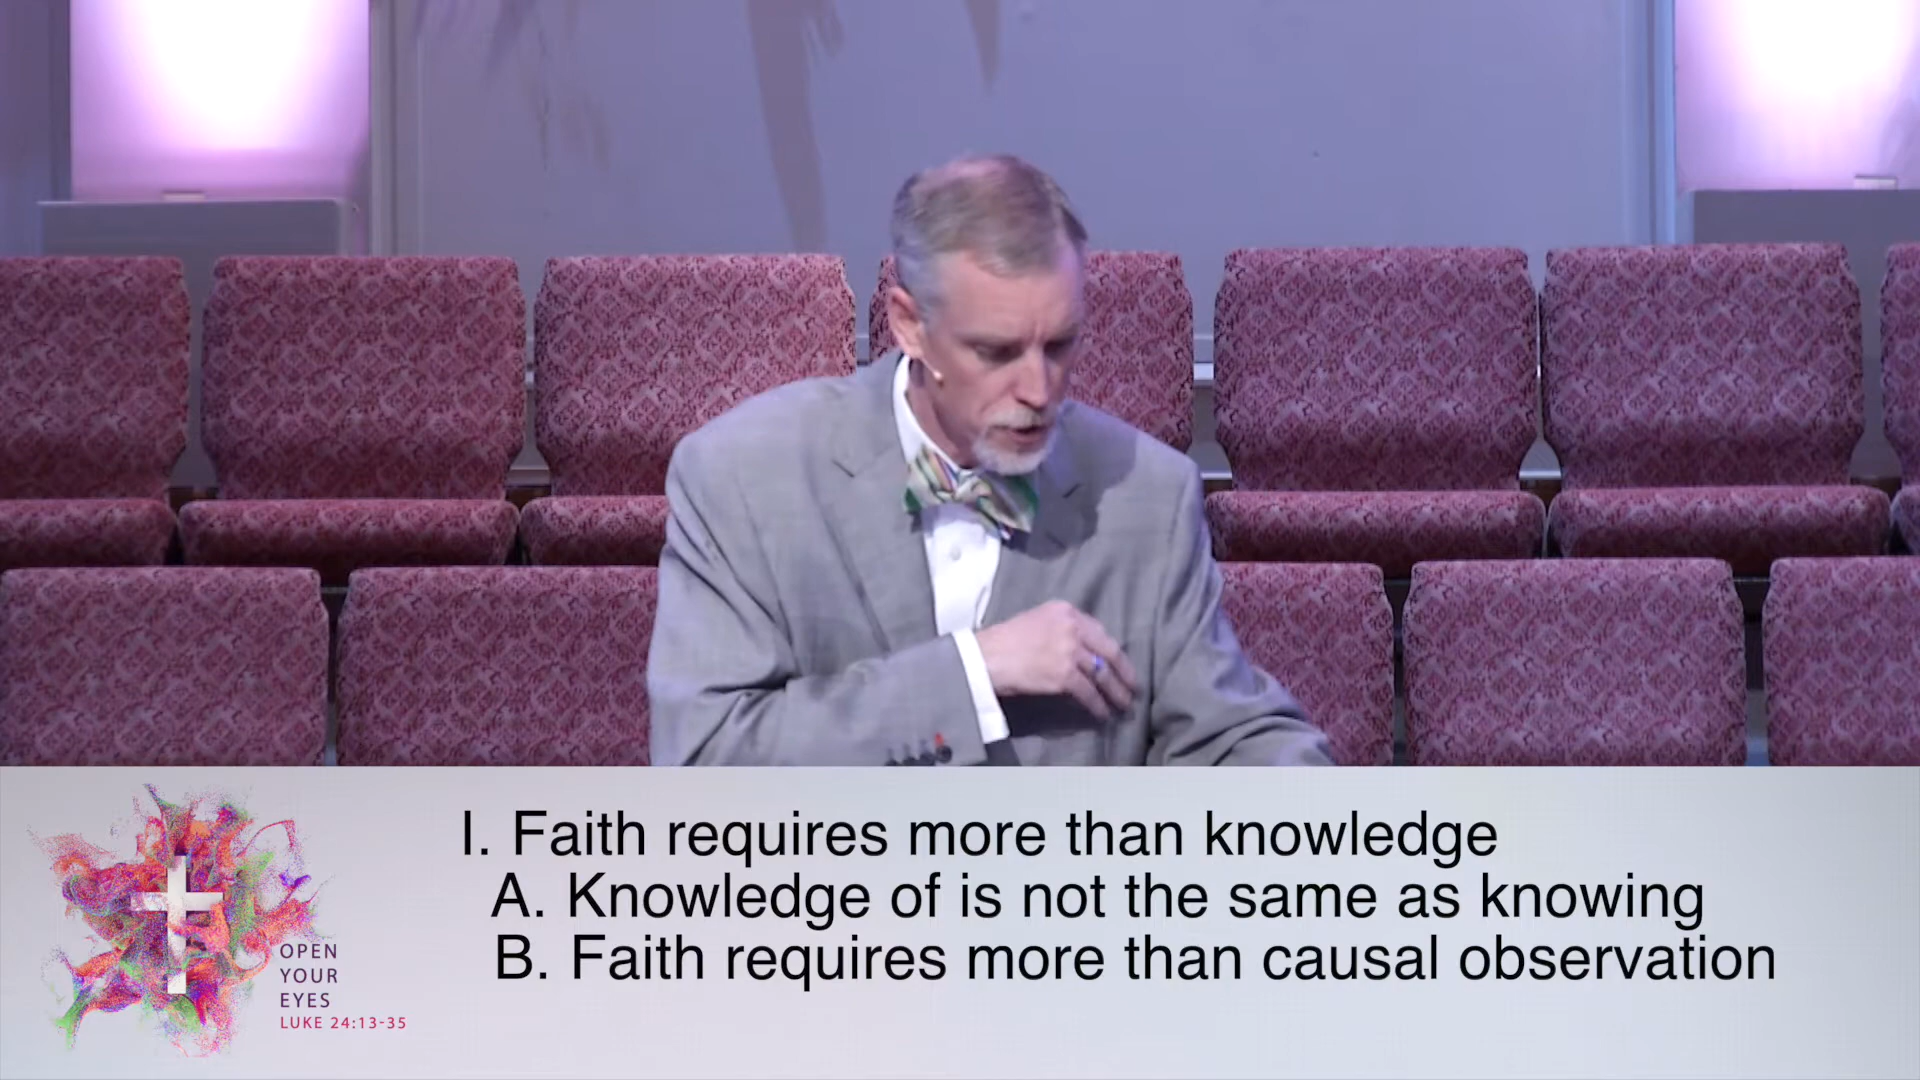 I. Faith requires more than knowledge
A. Knowledge of is not the same as knowing
B. Faith requires more than causal observation
OPEN
YOUR
EYES
LUKE 24:13-35